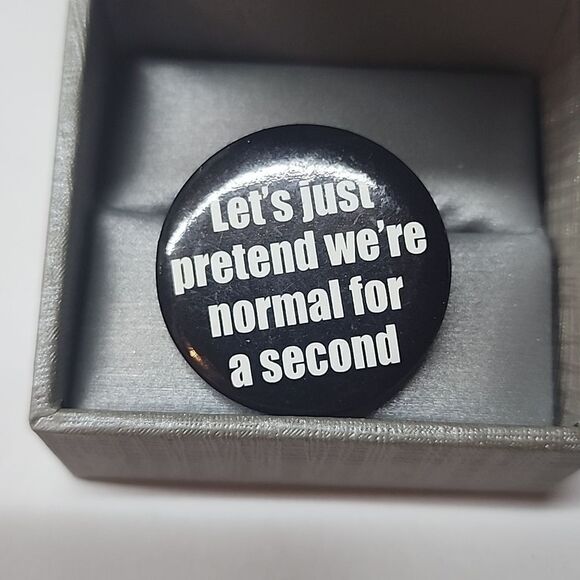 Let's just
pretend we're
normal for
a second